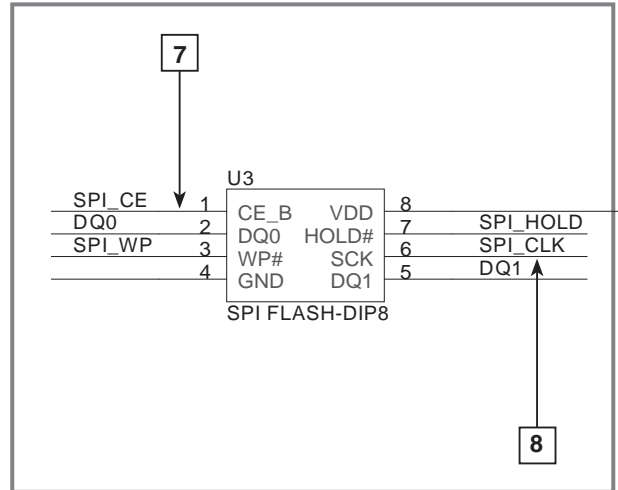 7
U3
SPI_CE 1 CE_B VDD 8
DQ0 2 DQ0 HOLD# 7 SPI_HOLD
SPI_WP 3 WP# SCK 6 SPI_CLK
4 GND DQ1 5 DQ1
SPI FLASH-DIP8
8